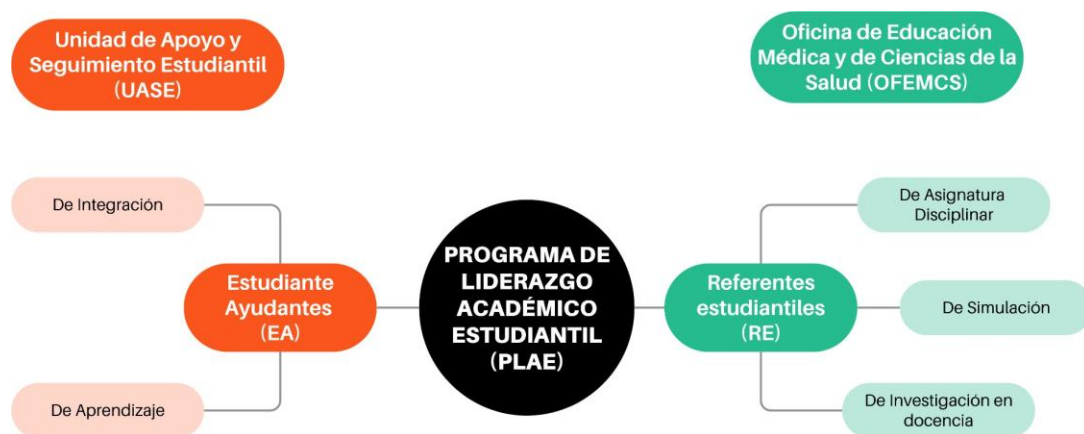 Unidad de Apoyo y
Seguimiento Estudiantil
(UASE)
Oficina de Educación
Médica y de Ciencias de la
Salud (OFEMCS)
De Integración
Estudiante
Ayudantes
(EA)
De Aprendizaje
PROGRAMA DE
LIDERAZGO
ACADÉMICO
ESTUDIANTIL
(PLAE)
Referentes
estudiantiles
(RE)
De Asignatura
Disciplinar
De Simulación
De Investigación en
docencia